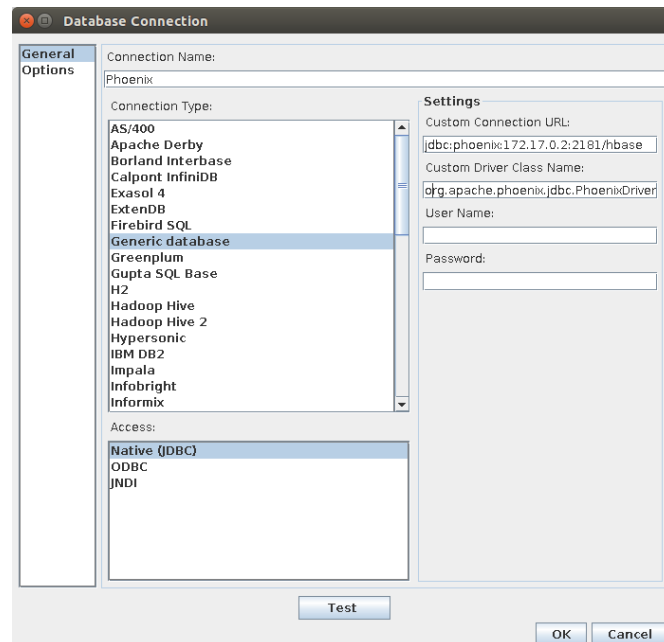 Database Connection
General
Options
Connection Name:
Phoenix
Connection Type:
AS/400
Apache Derby
Borland Interbase
Calpont InfiniDB
Exasol 4
ExtenDB
Firebird SQL
Generic database
Greenplum
Gupta SQL Base
H2
Hadoop Hive
Hadoop Hive 2
Hypersonic
IBM DB2
Impala
Infobright
Informix
Access:
Native (JDBC)
ODBC
JNDI
Settings
Custom Connection URL:
jdbc:phoenix:172.17.0.2:2181/hbase
Custom Driver Class Name:
org.apache.phoenix.jdbc.PhoenixDriver
User Name:
Password:
Test
OK
Cancel